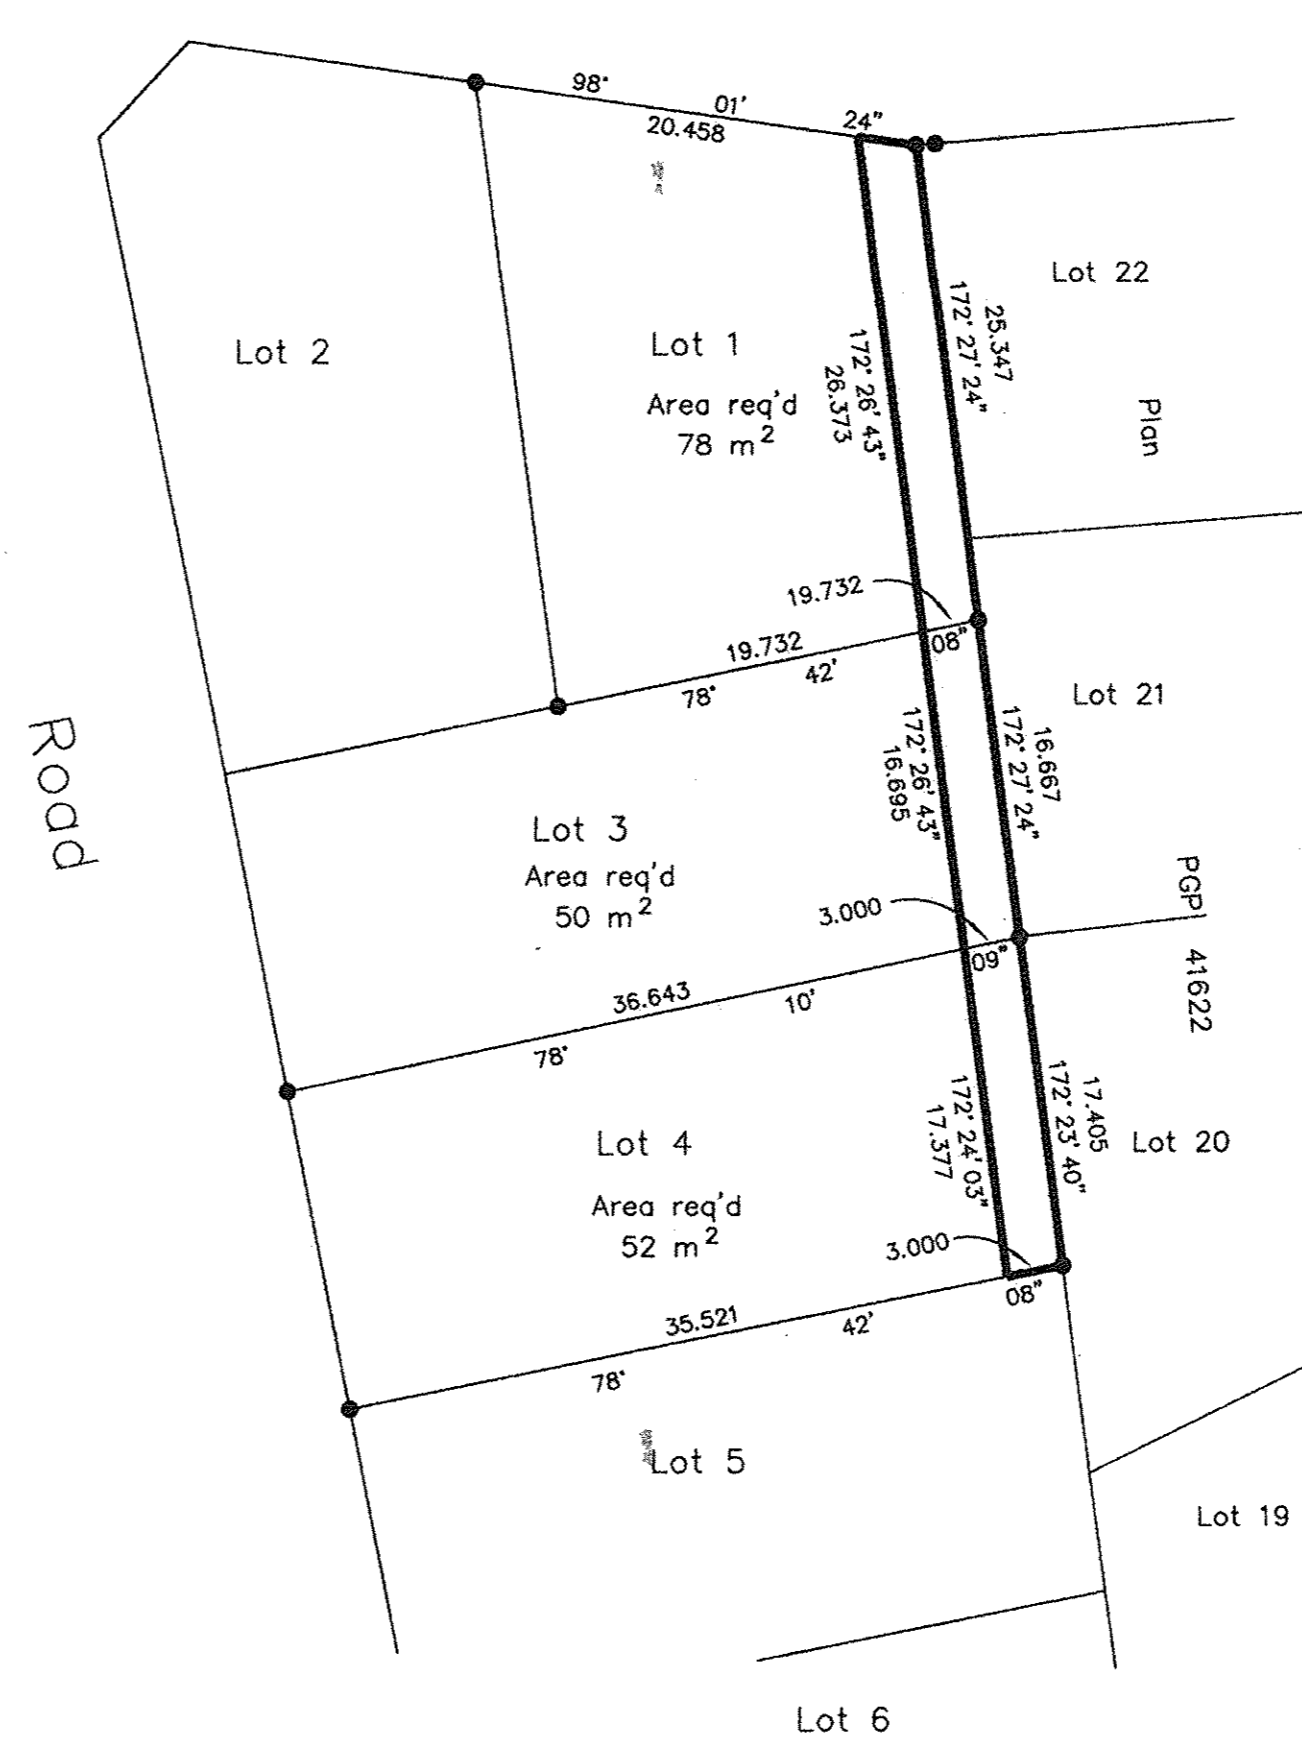 98°
01'
24"
20.458
Lot 22
25.347
172° 27' 24"
Lot 2
Lot 1
Area req'd
78 m²
172° 26' 43"
26.373
Plan
19.732
08"
19.732
42'
78°
Lot 21
16.667
172° 27' 24"
172° 26' 43"
16.695
Road
Lot 3
Area req'd
50 m²
PGP1 41622
3.000
09"
36.643
10'
78°
17.405
172° 23' 40"
172° 24' 03"
17.377
Lot 4
Area req'd
52 m²
Lot 20
3.000
08"
35.521
42'
78°
Lot 5
Lot 19
Lot 6